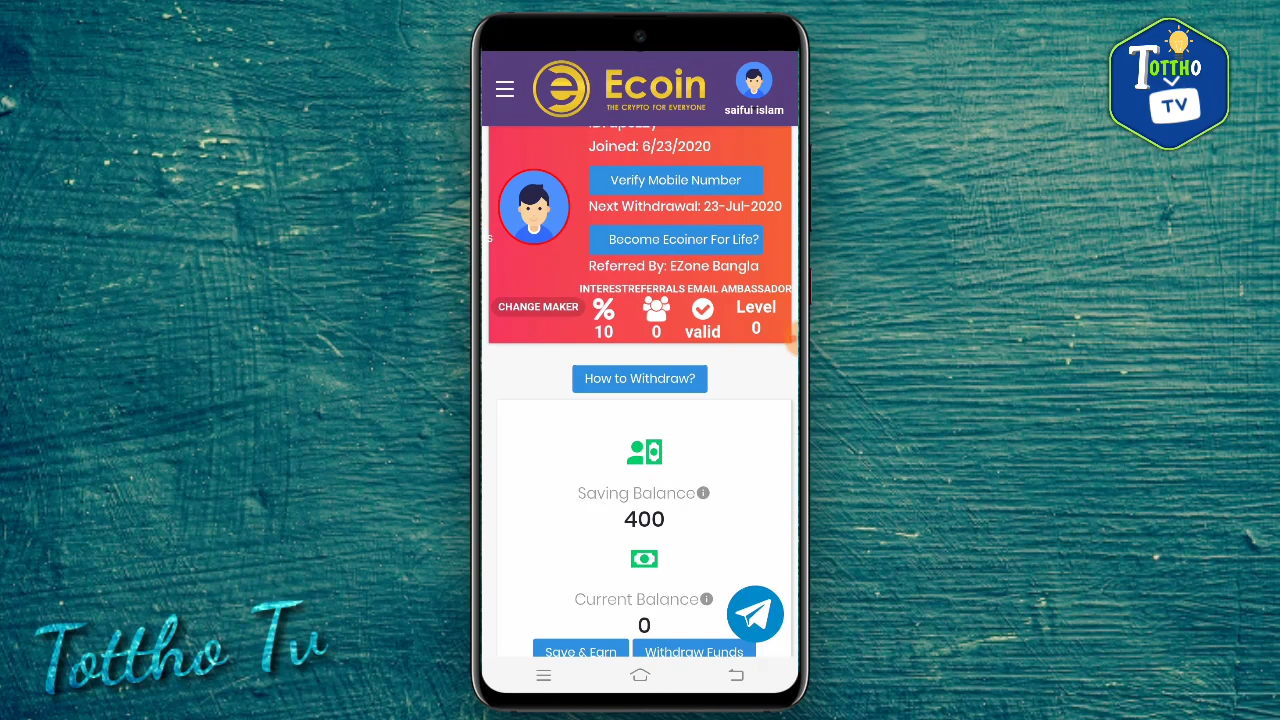 Ecoin
THE CRYPTO FOR EVERYONE
saiful islam
Joined: 6/23/2020
Verify Mobile Number
Next Withdrawal: 23-Jul-2020
Become Ecoiner For Life?
s
Referred By: EZone Bangla
INTEREST REFERRALS EMAIL AMBASSADOR
CHANGE MAKER
% Level
10 0 valid 0
How to Withdraw?
Saving Balance
400
Current Balance
0
Save & Earn Withdraw Funds
TOTTHO
TV
Tottho Tv